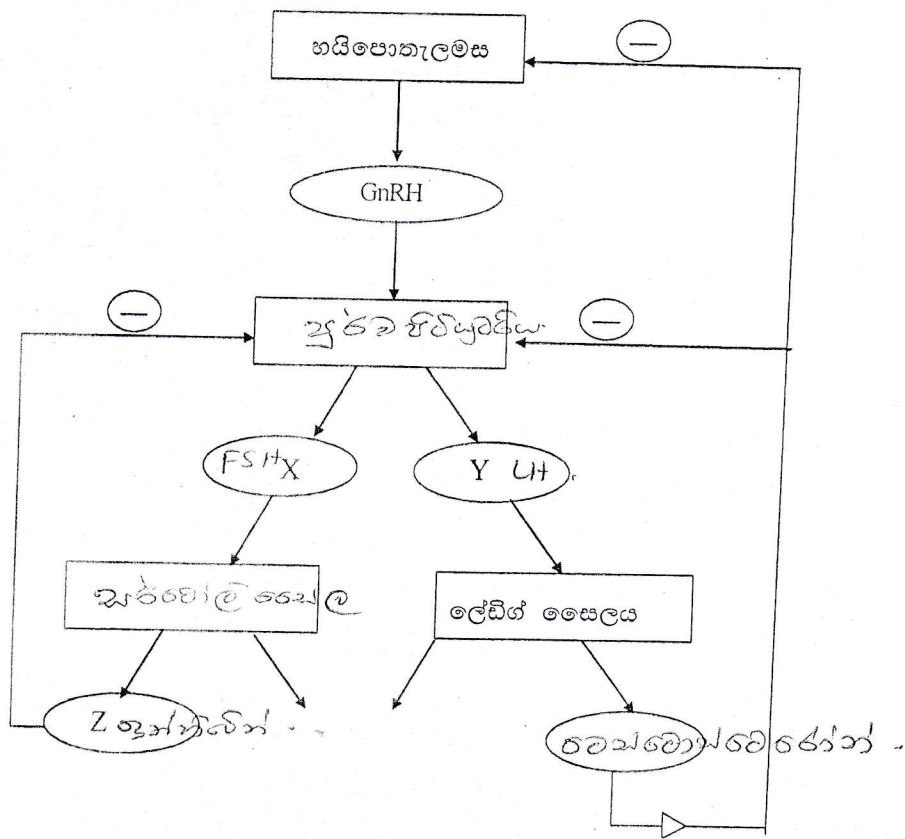 හයිපොතැලමස
—
GnRH
—
පූර්ව පිටියුටරිය
—
FSH X
Y LH
සර්ටෝලි සෛල
ලේඩිග් සෛලය
Z ඉන්හිබින්
ටෙස්ටොස්ටෙරෝන්